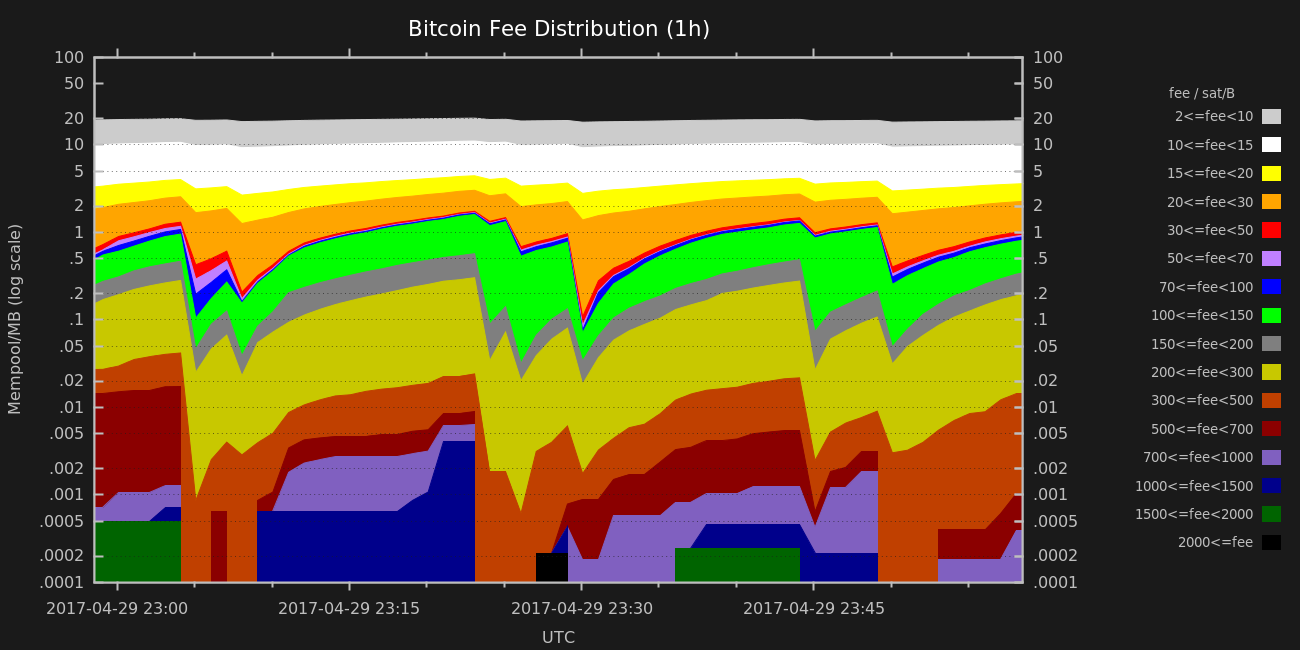 Bitcoin Fee Distribution (1h)
Mempool/MB (log scale)
100
50
20
10
5
2
1
.5
.2
.1
.05
.02
.01
.005
.002
.001
.0005
.0002
.0001
100
50
20
10
5
2
1
.5
.2
.1
.05
.02
.01
.005
.002
.001
.0005
.0002
.0001
2017-04-29 23:00
2017-04-29 23:15
2017-04-29 23:30
2017-04-29 23:45
UTC
fee / sat/B
2<=fee<10
10<=fee<15
15<=fee<20
20<=fee<30
30<=fee<50
50<=fee<70
70<=fee<100
100<=fee<150
150<=fee<200
200<=fee<300
300<=fee<500
500<=fee<700
700<=fee<1000
1000<=fee<1500
1500<=fee<2000
2000<=fee